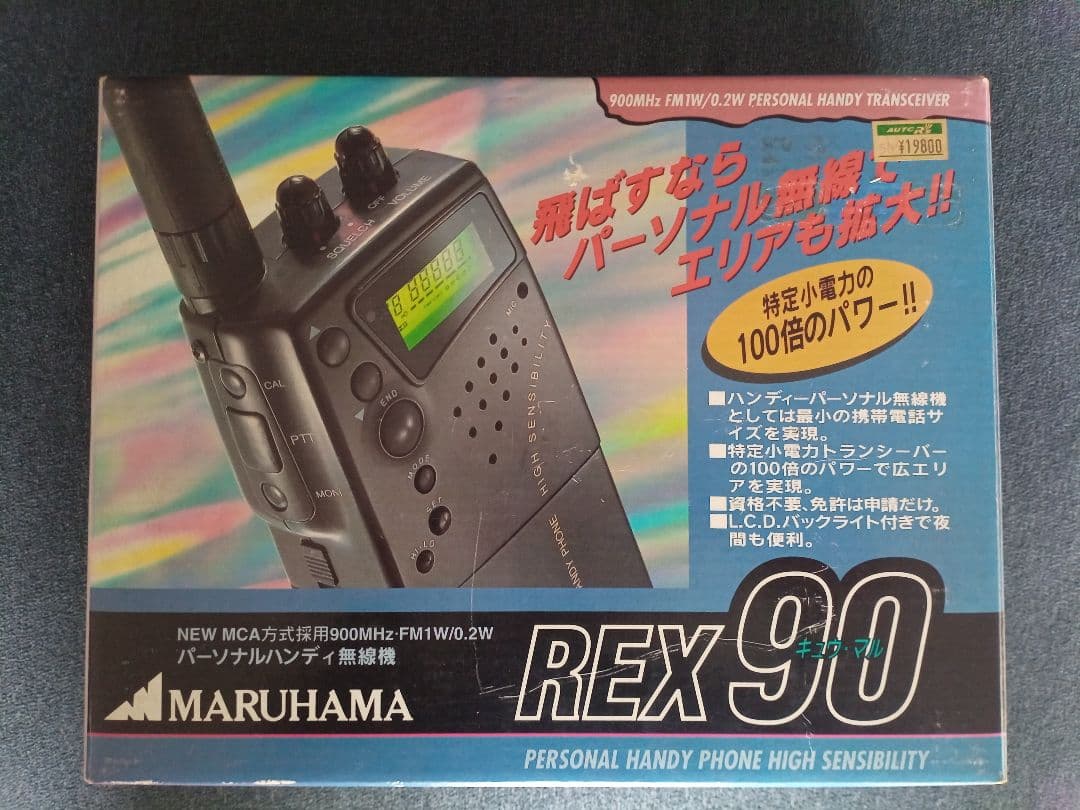 900MHz FM1W/0.2W PERSONAL HANDY TRANSCEIVER
AUTO R's
¥19800
飛ばすなら
パーソナル無線で
エリアも拡大!!
特定小電力の
100倍のパワー!!
■ハンディーパーソナル無線機
としては最小の携帯電話サ
イズを実現。
■特定小電力トランシーバー
の100倍のパワーで広エリ
アを実現。
■資格不要、免許は申請だけ。
■L.C.D.バックライト付きで夜
間も便利。
OFF
VOLUME
SQUELCH
MIC
CAL
PTT
MONI
END
MODE
SET
HI/LO
HIGH SENSIBILITY
HANDY PHONE
NEW MCA方式採用900MHz・FM1W/0.2W
パーソナルハンディ無線機
MARUHAMA
REX 90
キュウ・マル
PERSONAL HANDY PHONE HIGH SENSIBILITY